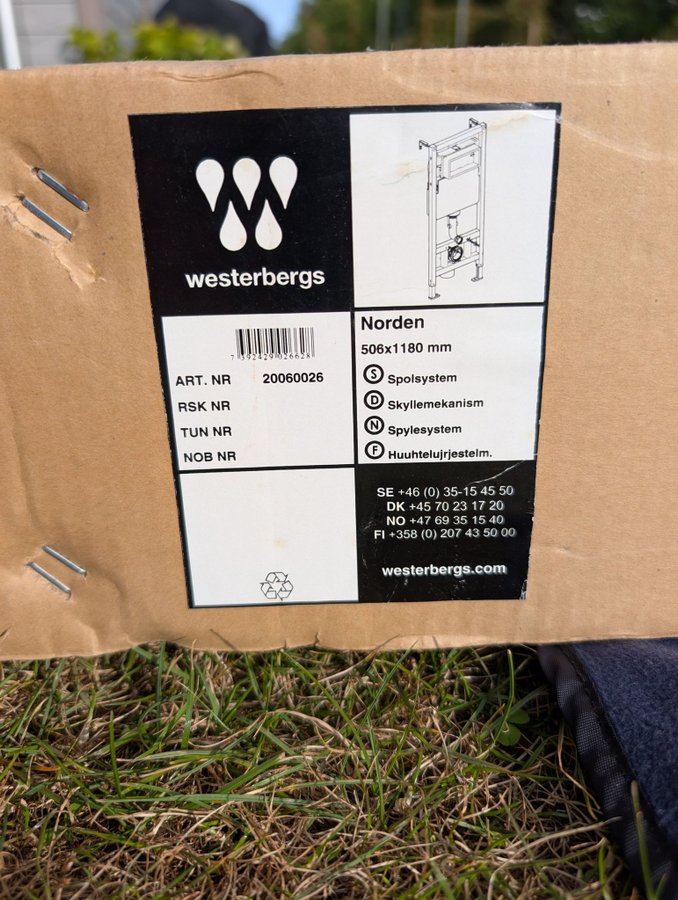 westerbergs
Norden
506x1180 mm
7 392429 026628
ART. NR 20060026
RSK NR
TUN NR
NOB NR
S Spolsystem
D Skyllemekanism
N Spylesystem
F Huuhtelujrjestelm.
SE +46 (0) 35-15 45 50
DK +45 70 23 17 20
NO +47 69 35 15 40
FI +358 (0) 207 43 50 00
westerbergs.com